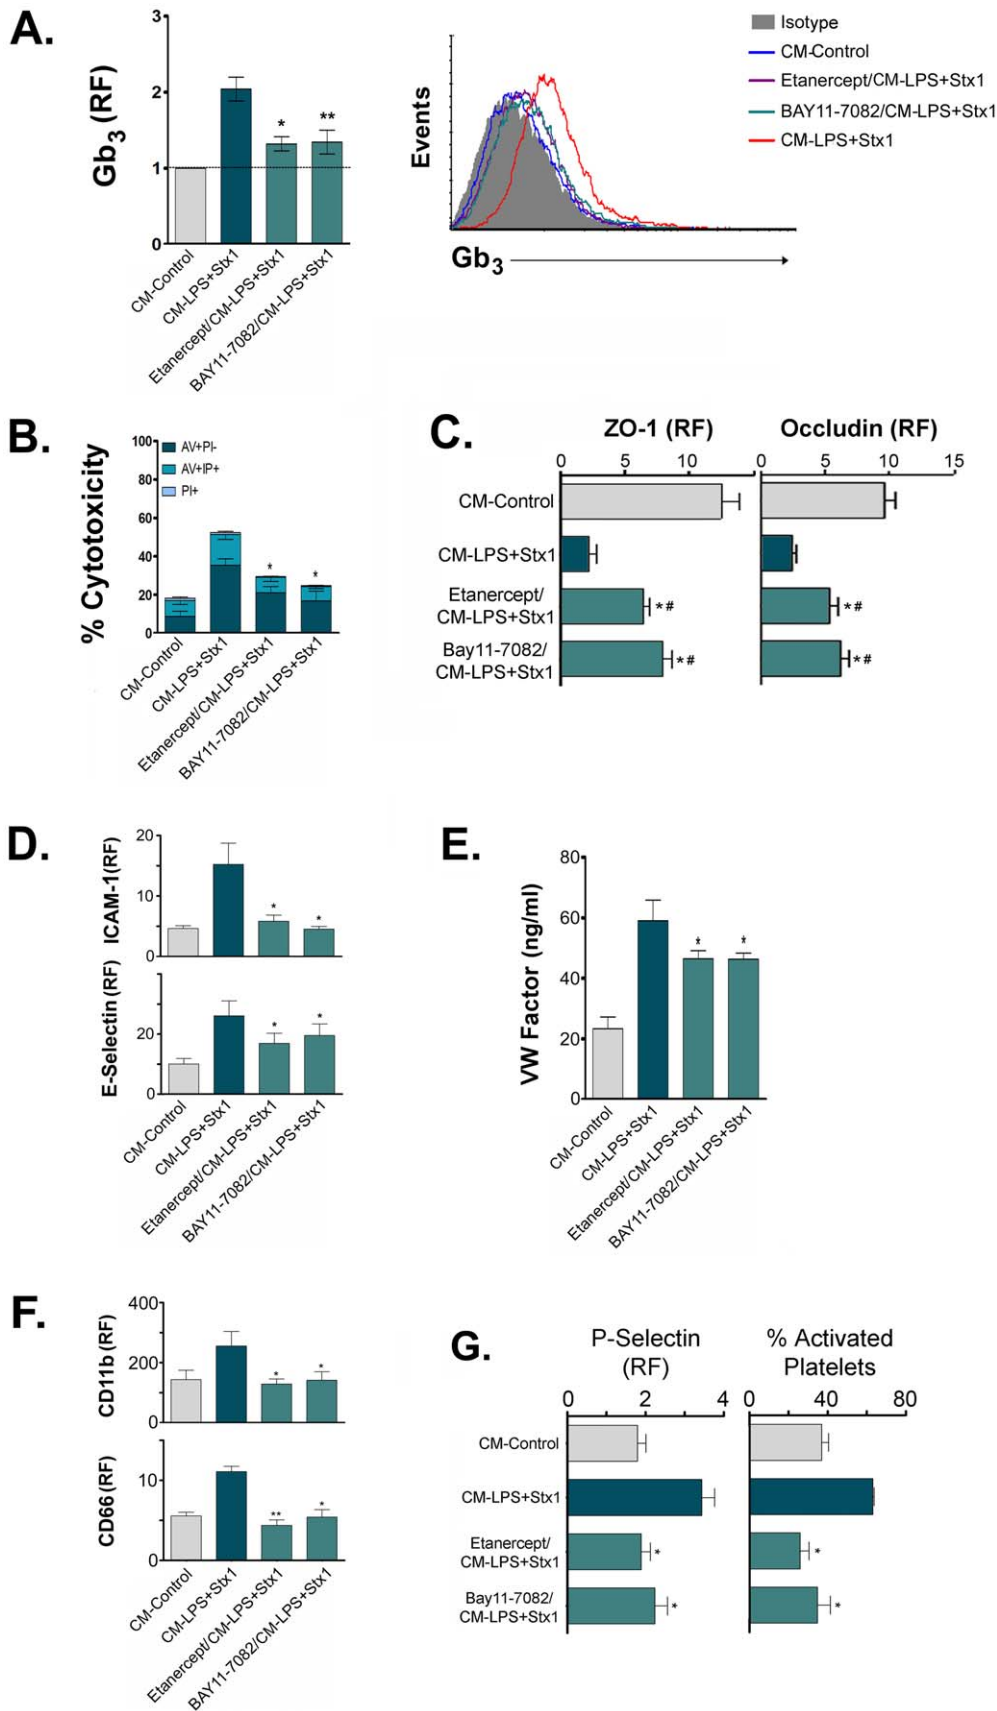 A.
Gb3 (RF)
3
2
1
0
*
**
CM-Control
CM-LPS+Stx1
Etanercept/CM-LPS+Stx1
BAY11-7082/CM-LPS+Stx1
Events
Gb3
Isotype
CM-Control
Etanercept/CM-LPS+Stx1
BAY11-7082/CM-LPS+Stx1
CM-LPS+Stx1
B.
% Cytotoxicity
100
80
60
40
20
0
AV+PI-
AV+IP+
PI+
*
*
CM-Control
CM-LPS+Stx1
Etanercept/CM-LPS+Stx1
BAY11-7082/CM-LPS+Stx1
C.
ZO-1 (RF)
0 5 10
Occludin (RF)
0 5 10 15
CM-Control
CM-LPS+Stx1
Etanercept/
CM-LPS+Stx1
*# *#
Bay11-7082/
CM-LPS+Stx1
*# *#
D.
ICAM-1(RF)
20
10
0
*
*
E-Selectin (RF)
20
0
*
*
CM-Control
CM-LPS+Stx1
Etanercept/CM-LPS+Stx1
BAY11-7082/CM-LPS+Stx1
E.
VW Factor (ng/ml)
80
60
40
20
0
*
*
CM-Control
CM-LPS+Stx1
Etanercept/CM-LPS+Stx1
BAY11-7082/CM-LPS+Stx1
F.
CD11b (RF)
400
200
0
*
*
CD66 (RF)
10
0
**
*
CM-Control
CM-LPS+Stx1
Etanercept/CM-LPS+Stx1
BAY11-7082/CM-LPS+Stx1
G.
P-Selectin
(RF)
0 2 4
% Activated
Platelets
0 40 80
CM-Control
CM-LPS+Stx1
Etanercept/
CM-LPS+Stx1
* *
Bay11-7082/
CM-LPS+Stx1
* *